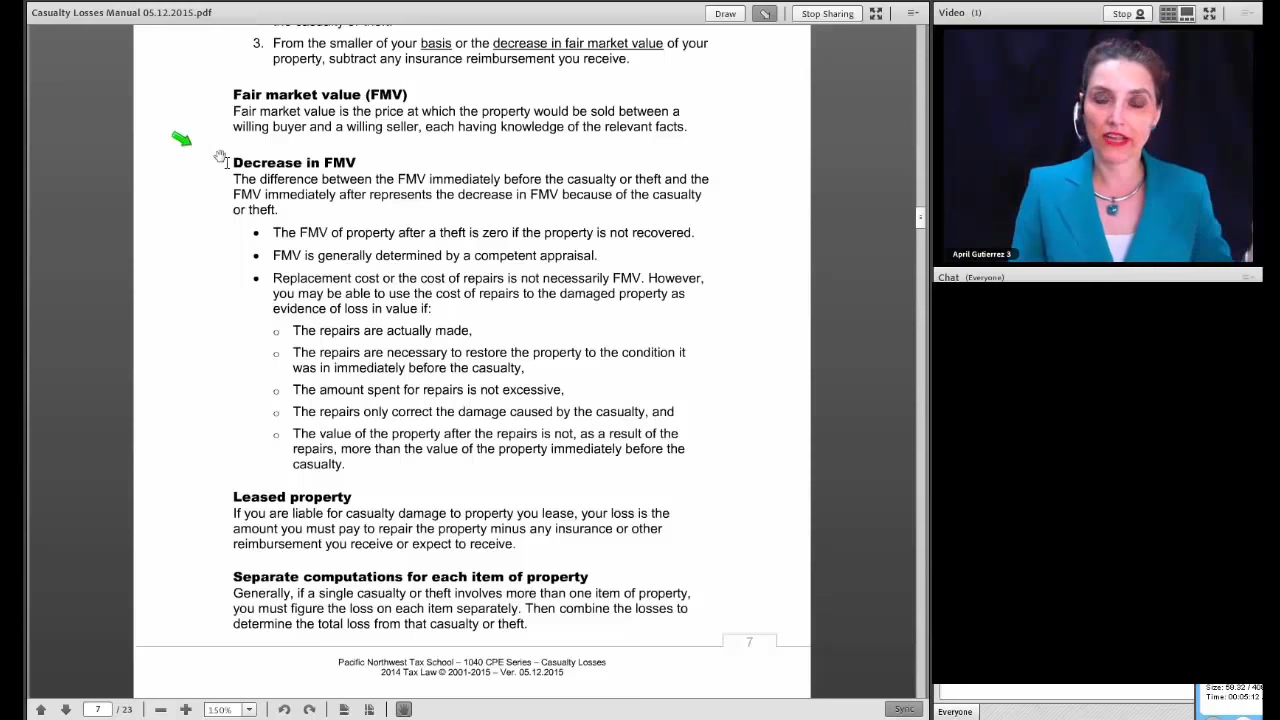 Casualty Losses Manual 05.12.2015.pdf
Draw
Stop Sharing
3. From the smaller of your basis or the decrease in fair market value of your
property, subtract any insurance reimbursement you receive.
Fair market value (FMV)
Fair market value is the price at which the property would be sold between a
willing buyer and a willing seller, each having knowledge of the relevant facts.
Decrease in FMV
The difference between the FMV immediately before the casualty or theft and the
FMV immediately after represents the decrease in FMV because of the casualty
or theft.
• The FMV of property after a theft is zero if the property is not recovered.
• FMV is generally determined by a competent appraisal.
• Replacement cost or the cost of repairs is not necessarily FMV. However,
you may be able to use the cost of repairs to the damaged property as
evidence of loss in value if:
o The repairs are actually made,
o The repairs are necessary to restore the property to the condition it
was in immediately before the casualty,
o The amount spent for repairs is not excessive,
o The repairs only correct the damage caused by the casualty, and
o The value of the property after the repairs is not, as a result of the
repairs, more than the value of the property immediately before the
casualty.
Leased property
If you are liable for casualty damage to property you lease, your loss is the
amount you must pay to repair the property minus any insurance or other
reimbursement you receive or expect to receive.
Separate computations for each item of property
Generally, if a single casualty or theft involves more than one item of property,
you must figure the loss on each item separately. Then combine the losses to
determine the total loss from that casualty or theft.
7
Pacific Northwest Tax School – 1040 CPE Series – Casualty Losses
2014 Tax Law © 2001-2015 – Ver. 05.12.2015
7 / 23
150%
Sync
Video (1)
Stop
April Gutierrez 3
Chat (Everyone)
Everyone
Time: 00:05:12